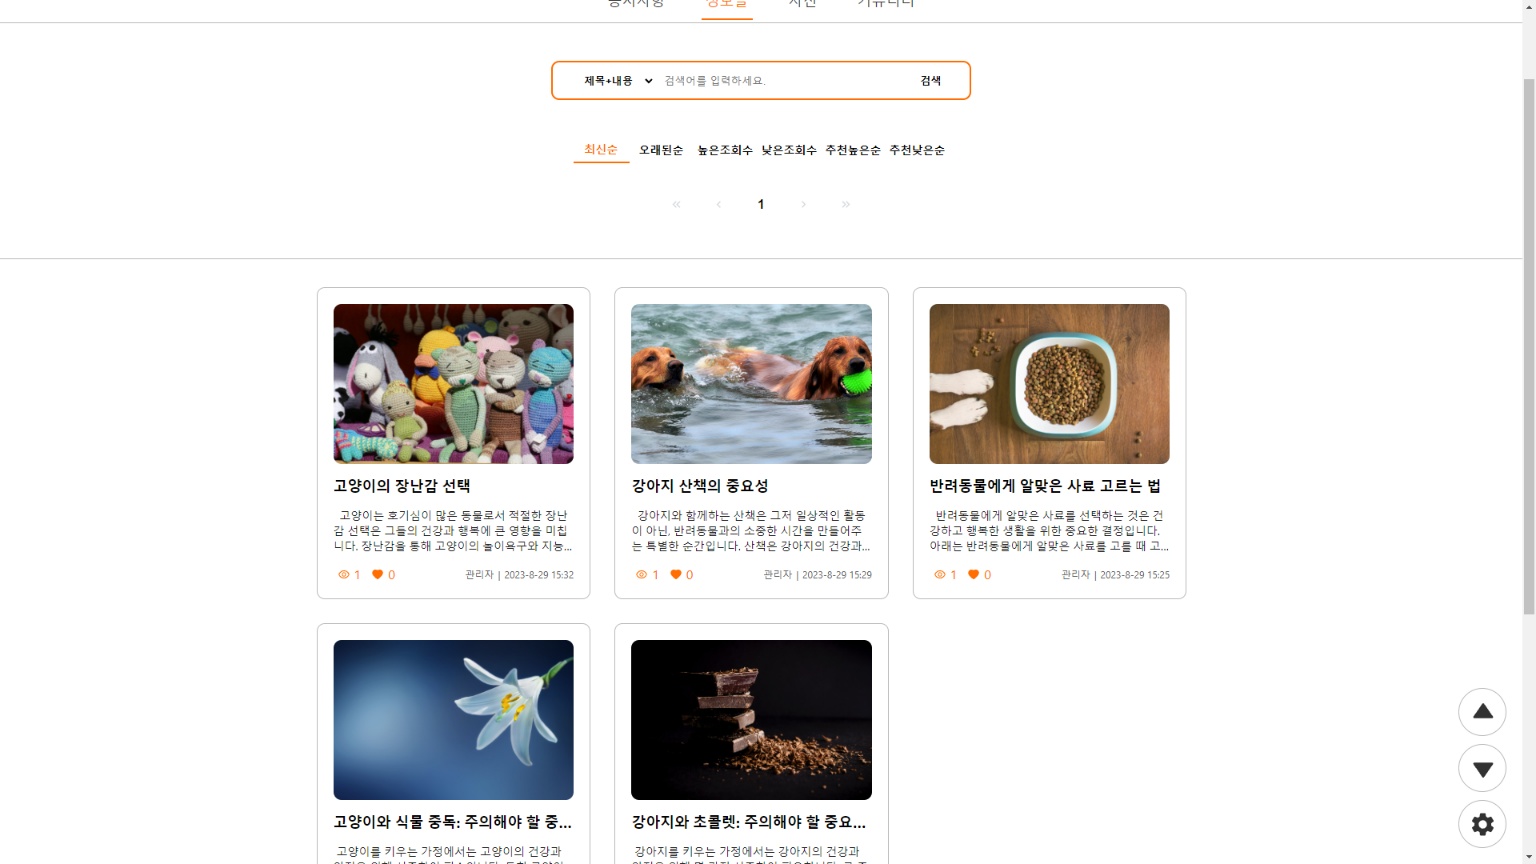 공지사항 정보글 사진 커뮤니티
제목+내용 검색어를 입력하세요. 검색
최신순 오래된순 높은조회수 낮은조회수 추천높은순 추천낮은순
« ‹ 1 › »
고양이의 장난감 선택
고양이는 호기심이 많은 동물로서 적절한 장난
감 선택은 그들의 건강과 행복에 큰 영향을 미칩
니다. 장난감을 통해 고양이의 놀이욕구와 지능...
1 0 관리자 | 2023-8-29 15:32
강아지 산책의 중요성
강아지와 함께하는 산책은 그저 일상적인 활동
이 아닌, 반려동물과의 소중한 시간을 만들어주
는 특별한 순간입니다. 산책은 강아지의 건강과...
1 0 관리자 | 2023-8-29 15:29
반려동물에게 알맞은 사료 고르는 법
반려동물에게 알맞은 사료를 선택하는 것은 건
강하고 행복한 생활을 위한 중요한 결정입니다.
아래는 반려동물에게 알맞은 사료를 고를 때 고...
1 0 관리자 | 2023-8-29 15:25
고양이와 식물 중독: 주의해야 할 중...
고양이를 키우는 가정에서는 고양이의 건강과
강아지와 초콜렛: 주의해야 할 중요...
강아지를 키우는 가정에서는 강아지의 건강과